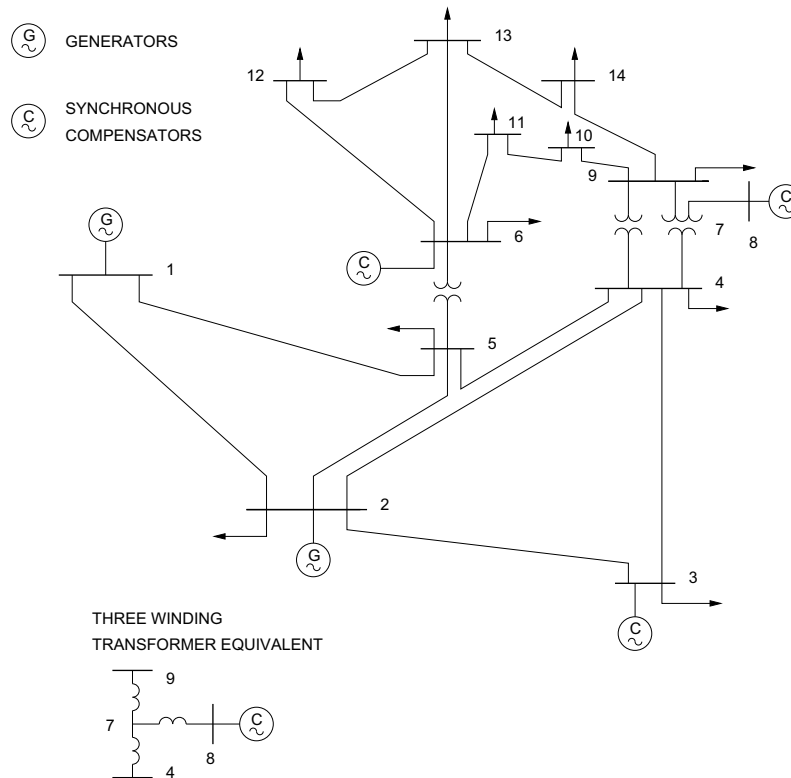 G
GENERATORS
C
SYNCHRONOUS
COMPENSATORS
13
12
14
11
10
9
C
7
8
G
6
C
1
4
5
2
G
3
C
THREE WINDING
TRANSFORMER EQUIVALENT
9
7
C
8
4